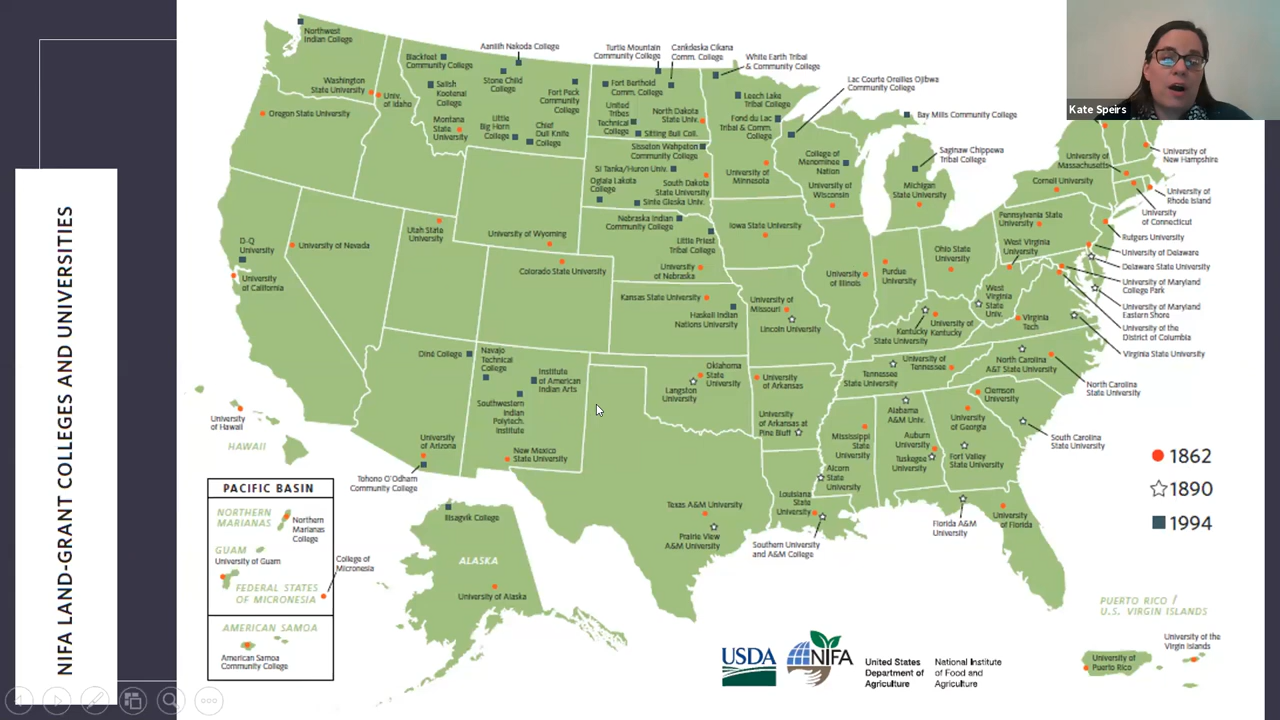 NIFA LAND-GRANT COLLEGES AND UNIVERSITIES
Kate Speirs
Northwest
Indian College
Washington
State University
Univ.
of Idaho
Oregon State University
Blackfeet
Community College
Salish
Kootenai
College
Montana
State
University
Aaniiih Nakoda College
Stone Child
College
Fort Peck
Community
College
Little
Big Horn
College
Chief
Dull Knife
College
Turtle Mountain
Community College
Cankdeska Cikana
Comm. College
Fort Berthold
Comm. College
United
Tribes
Technical
College
North Dakota
State Univ.
Sitting Bull Coll.
White Earth Tribal
& Community College
Leech Lake
Tribal College
Fond du Lac
Tribal & Comm.
College
Lac Courte Oreilles Ojibwa
Community College
Bay Mills Community College
Saginaw Chippewa
Tribal College
Sisseton Wahpeton
Community College
Si Tanka/Huron Univ.
Oglala Lakota
College
South Dakota
State University
Sinte Gleska Univ.
University of
Minnesota
College of
Menominee
Nation
University of
Wisconsin
Michigan
State
University
Nebraska Indian
Community College
Little Priest
Tribal College
University
of Nebraska
Iowa State University
D-Q
University
University
of California
University of Nevada
Utah State
University
University of Wyoming
Colorado State University
Kansas State University
Haskell Indian
Nations University
University of
Missouri
Lincoln University
University
of Illinois
Purdue
University
Ohio State
University
Kentucky
State University
University of
Kentucky
West
Virginia
State
Univ.
West Virginia
University
Pennsylvania State
University
Cornell University
University of
Massachusetts
University of
New Hampshire
University of
Rhode Island
University
of Connecticut
Rutgers University
University of Delaware
Delaware State University
University of Maryland
College Park
University of Maryland
Eastern Shore
University of the
District of Columbia
Virginia State University
Virginia
Tech
North Carolina
A&T State University
North Carolina
State University
University of
Tennessee
Tennessee
State University
Clemson
University
South Carolina
State University
University
of Georgia
Fort Valley
State University
Alabama
A&M Univ.
Auburn
University
Tuskegee
University
Mississippi
State
University
Alcorn
State
University
University of
Arkansas
University of
Arkansas at
Pine Bluff
Louisiana
State
University
Southern University
and A&M College
Florida A&M
University
University
of Florida
Oklahoma
State
University
Langston
University
Texas A&M University
Prairie View
A&M University
Diné College
Navajo
Technical
College
Institute
of American
Indian Arts
Southwestern
Indian
Polytech.
Institute
New Mexico
State University
University
of Arizona
Tohono O'Odham
Community College
University
of Hawaii
HAWAII
PACIFIC BASIN
NORTHERN
MARIANAS
Northern
Marianas
College
GUAM
University of Guam
College of
Micronesia
FEDERAL STATES
OF MICRONESIA
AMERICAN SAMOA
American Samoa
Community College
Ilisagvik College
ALASKA
University of Alaska
1862
1890
1994
PUERTO RICO /
U.S. VIRGIN ISLANDS
University of the
Virgin Islands
University of
Puerto Rico
USDA
NIFA
United States
Department of
Agriculture
National Institute
of Food and
Agriculture